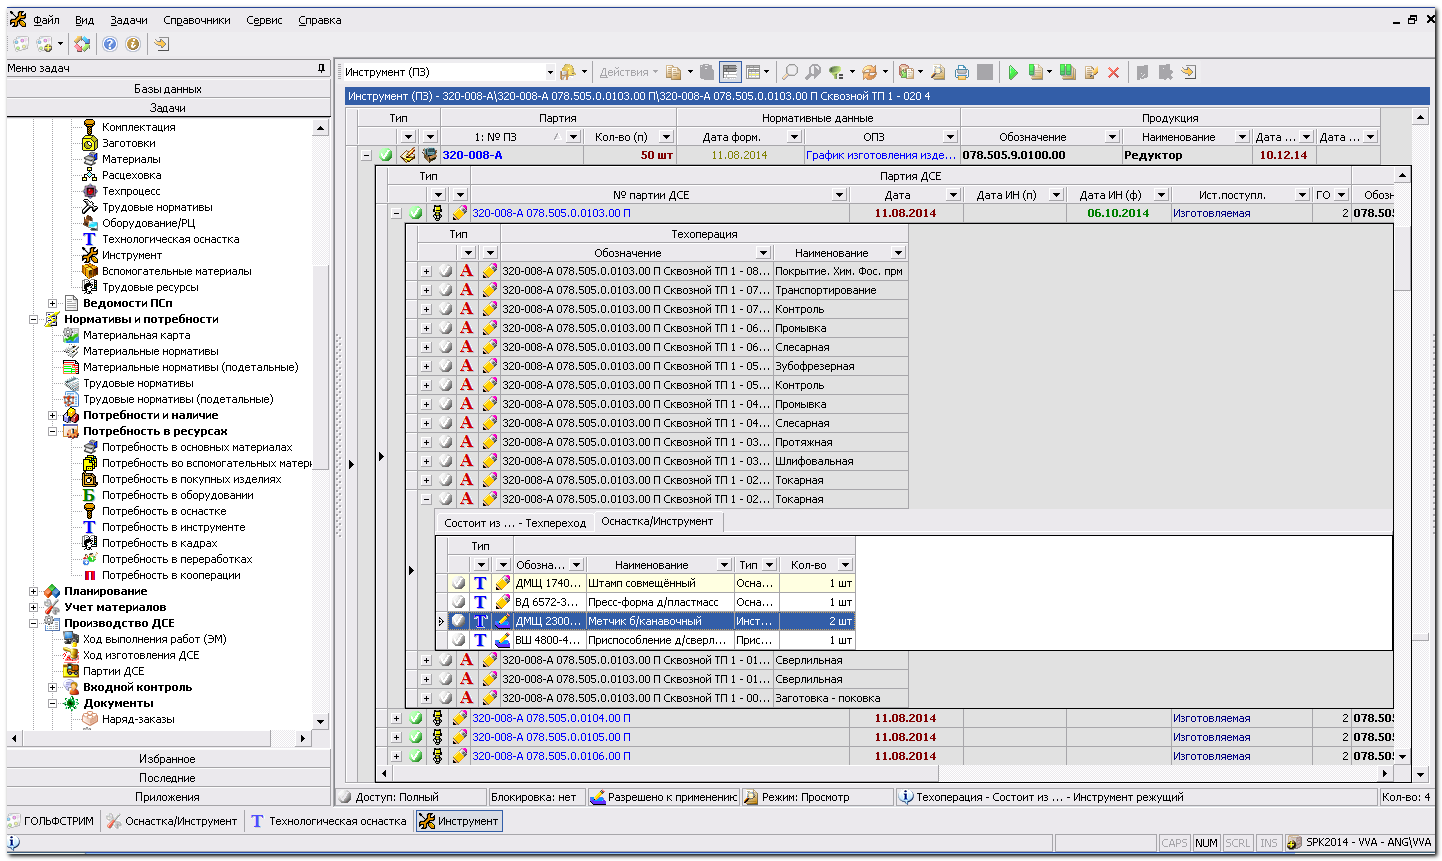 Файл Вид Задачи Справочники Сервис Справка
Меню задач
Базы данных
Задачи
Комплектация
Заготовки
Материалы
Расцеховка
Техпроцесс
Трудовые нормативы
Оборудование/РЦ
Технологическая оснастка
Инструмент
Вспомогательные материалы
Трудовые ресурсы
Ведомости ПСп
Нормативы и потребности
Материальная карта
Материальные нормативы
Материальные нормативы (подетальные)
Трудовые нормативы
Трудовые нормативы (подетальные)
Потребности и наличие
Потребность в ресурсах
Потребность в основных материалах
Потребность во вспомогательных
Потребность в покупных изделиях
Потребность в оборудовании
Потребность в оснастке
Потребность в инструменте
Потребность в кадрах
Потребность в переработках
Потребность в кооперации
Планирование
Учет материалов
Производство ДСЕ
Ход выполнения работ (ЭМ)
Ход изготовления ДСЕ
Партии ДСЕ
Входной контроль
Документы
Наряд-заказы
Избранное
Последние
Приложения
Инструмент (ПЗ) Действия
Инструмент (ПЗ) - 320-008-А\320-008-А 078.505.0.0103.00 П\320-008-А 078.505.0.0103.00 П Сквозной ТП 1 - 020 4
Тип Партия Нормативные данные Продукция
1: № ПЗ Кол-во (п) Дата форм. ОПЗ Обозначение Наименование Дата ... Дата ...
320-008-А 50 шт 11.08.2014 График изготовления изде... 078.505.9.0100.00 Редуктор 10.12.14
Тип Партия ДСЕ
№ партии ДСЕ Дата Дата ИН (п) Дата ИН (ф) Ист.поступл. ГО Обозн
320-008-А 078.505.0.0103.00 П 11.08.2014 06.10.2014 Изготовляемая 2 078.505
Тип Техоперация
Обозначение Наименование
320-008-А 078.505.0.0103.00 П Сквозной ТП 1 - 08... Покрытие. Хим. Фос. прм
320-008-А 078.505.0.0103.00 П Сквозной ТП 1 - 07... Транспортирование
320-008-А 078.505.0.0103.00 П Сквозной ТП 1 - 07... Контроль
320-008-А 078.505.0.0103.00 П Сквозной ТП 1 - 06... Промывка
320-008-А 078.505.0.0103.00 П Сквозной ТП 1 - 06... Слесарная
320-008-А 078.505.0.0103.00 П Сквозной ТП 1 - 05... Зубофрезерная
320-008-А 078.505.0.0103.00 П Сквозной ТП 1 - 05... Контроль
320-008-А 078.505.0.0103.00 П Сквозной ТП 1 - 04... Промывка
320-008-А 078.505.0.0103.00 П Сквозной ТП 1 - 04... Слесарная
320-008-А 078.505.0.0103.00 П Сквозной ТП 1 - 03... Протяжная
320-008-А 078.505.0.0103.00 П Сквозной ТП 1 - 03... Шлифовальная
320-008-А 078.505.0.0103.00 П Сквозной ТП 1 - 02... Токарная
320-008-А 078.505.0.0103.00 П Сквозной ТП 1 - 02... Токарная
Состоит из ... - Техпереход Оснастка/Инструмент
Тип
Обозна... Наименование Тип Кол-во
ДМЩ 1740... Штамп совмещённый Осна... 1 шт
ВД 6572-3... Пресс-форма д/пластмасс Осна... 1 шт
ДМЩ 2300... Метчик б/канавочный Инст... 2 шт
ВШ 4800-4... Приспособление д/сверл... Прис... 1 шт
320-008-А 078.505.0.0103.00 П Сквозной ТП 1 - 01... Сверлильная
320-008-А 078.505.0.0103.00 П Сквозной ТП 1 - 01... Сверлильная
320-008-А 078.505.0.0103.00 П Сквозной ТП 1 - 00... Заготовка - поковка
320-008-А 078.505.0.0104.00 П 11.08.2014 Изготовляемая 2 078.505
320-008-А 078.505.0.0105.00 П 11.08.2014 Изготовляемая 2 078.505
320-008-А 078.505.0.0106.00 П 11.08.2014 Изготовляемая 2 078.505
Доступ: Полный Блокировка: нет Разрешено к применению Режим: Просмотр Техоперация - Состоит из ... - Инструмент режущий Кол-во: 4
ГОЛЬФСТРИМ Оснастка/Инструмент Технологическая оснастка Инструмент
CAPS NUM SCRL INS SPK2014 - VVA - ANG\VVA